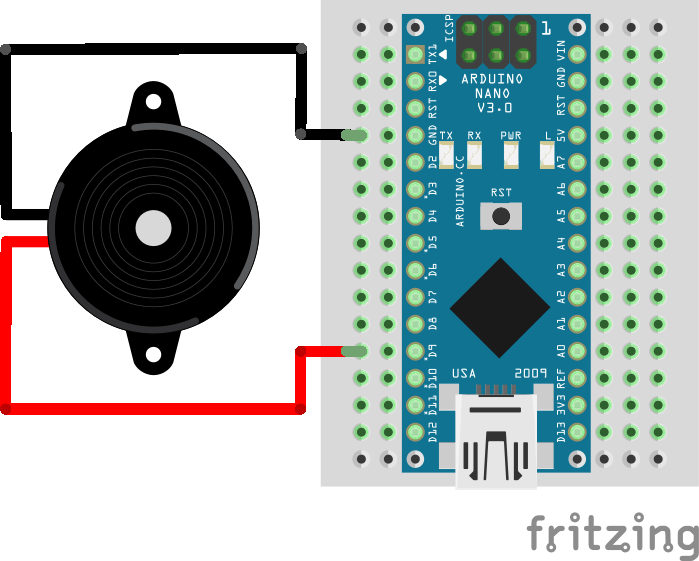 ICSP
1
TX1
RX0
RST
GND
D2
D3
D4
D5
D6
D7
D8
D9
D10
D11
D12
ARDUINO
NANO
V3.0
TX RX PWR L
ARDUINO.CC
RST
USA 2009
VIN
GND
RST
5V
A7
A6
A5
A4
A3
A2
A1
A0
REF
3V3
D13
fritzing